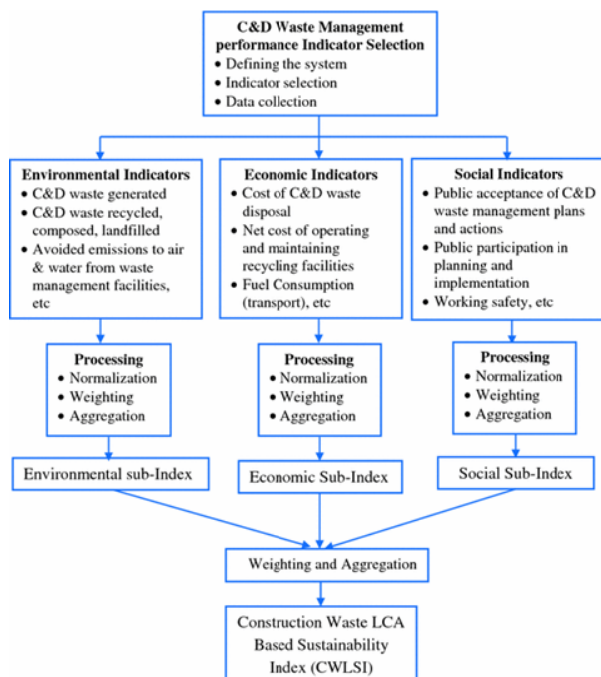 C&D Waste Management
performance Indicator Selection
• Defining the system
• Indicator selection
• Data collection
Environmental Indicators
• C&D waste generated
• C&D waste recycled,
composed, landfilled
• Avoided emissions to air
& water from waste
management facilities,
etc
Economic Indicators
• Cost of C&D waste
disposal
• Net cost of operating
and maintaining
recycling facilities
• Fuel Consumption
(transport), etc
Social Indicators
• Public acceptance of C&D
waste management plans
and actions
• Public participation in
planning and
implementation
• Working safety, etc
Processing
• Normalization
• Weighting
• Aggregation
Processing
• Normalization
• Weighting
• Aggregation
Processing
• Normalization
• Weighting
• Aggregation
Environmental sub-Index
Economic Sub-Index
Social Sub-Index
Weighting and Aggregation
Construction Waste LCA
Based Sustainability
Index (CWLSI)